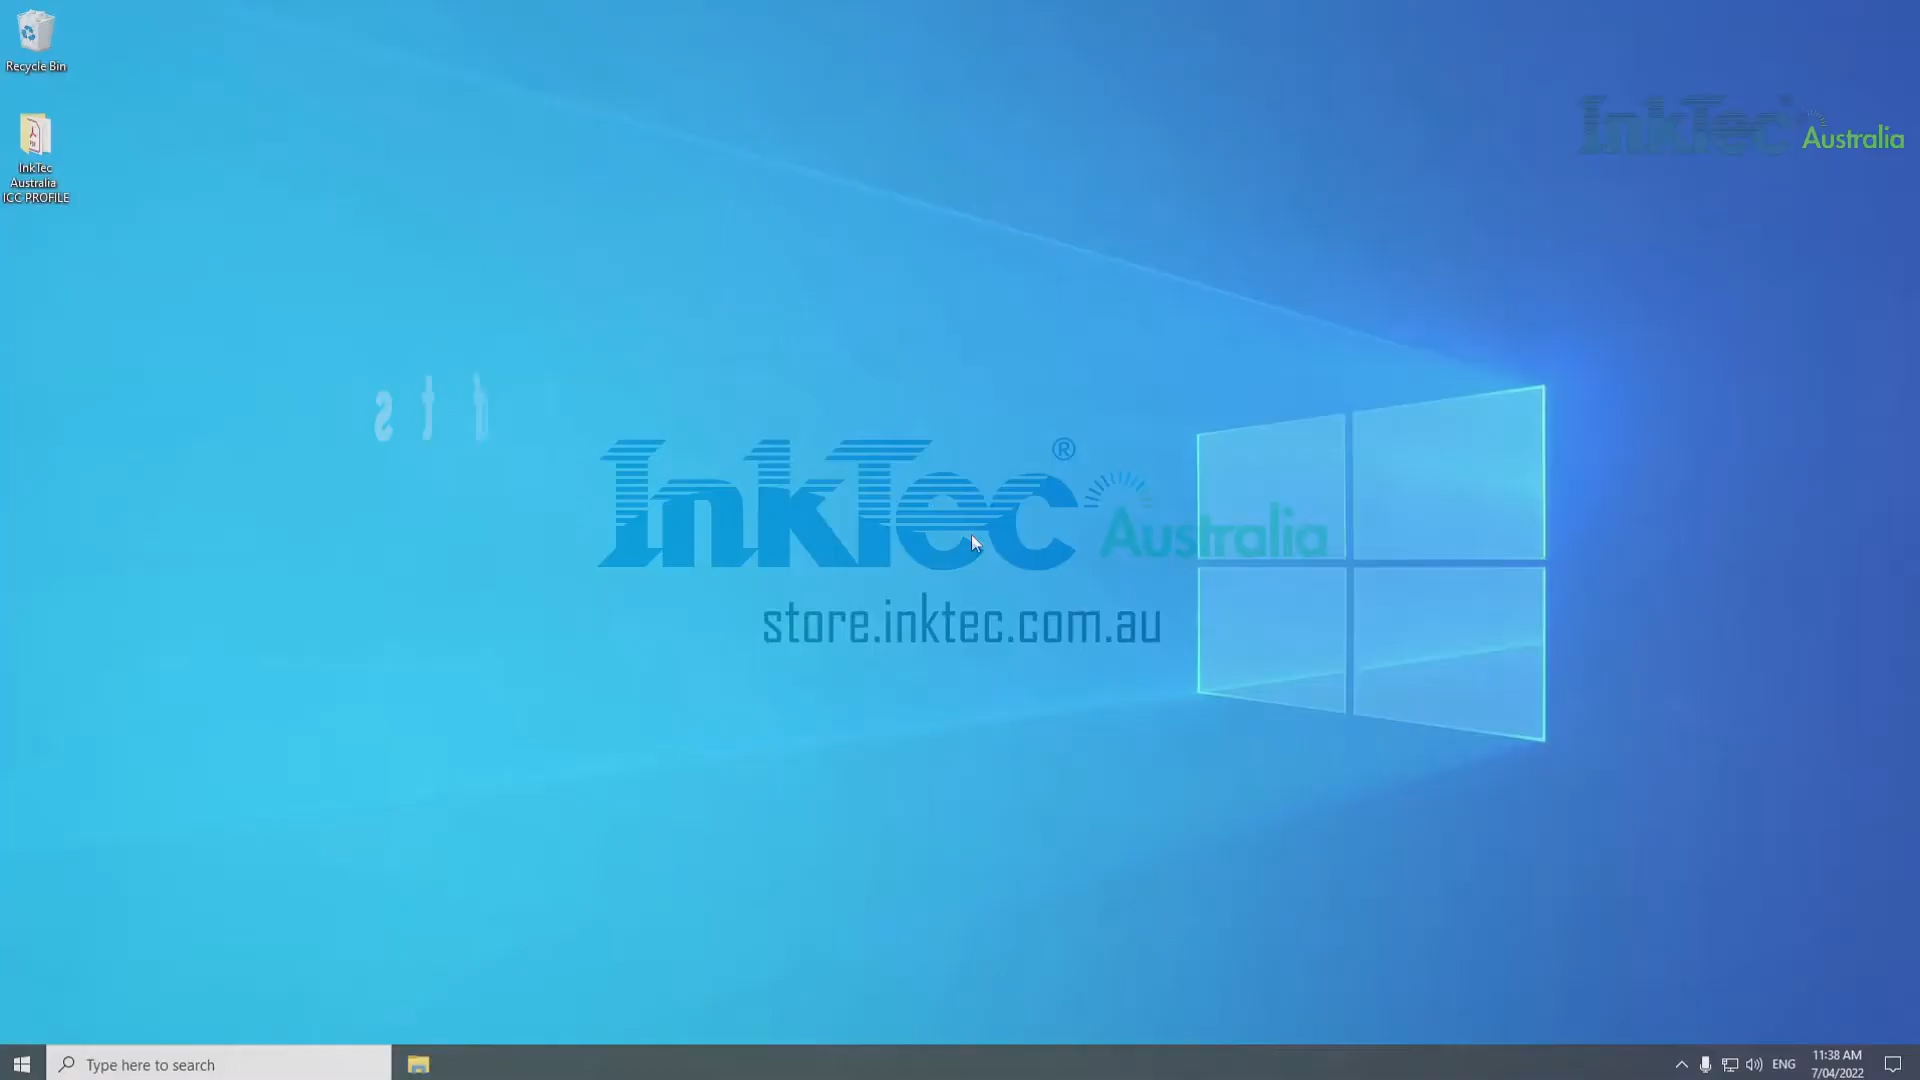 Recycle Bin
InkTec
Australia
ICC PROFILE
InkTec Australia
InkTec® Australia
store.inktec.com.au
Type here to search
ENG
11:38 AM
7/04/2022